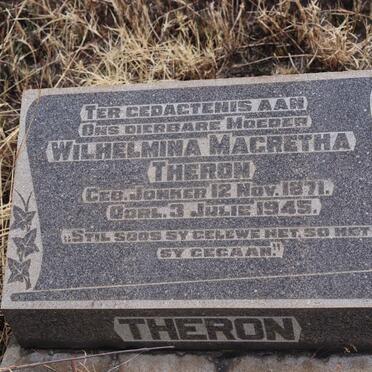 TER GEDAGTENIS AAN
ONS DIERBARE MOEDER
WILHELMINA MAGRETHA
THERON
GEB. JONKER 12 NOV. 1871.
OORL. 3 JULIE 1945.
„STIL SOOS SY GELEWE HET, SO HET
SY GEGAAN."
THERON